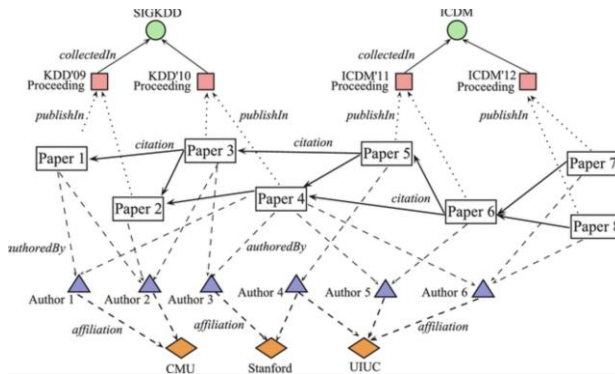 SIGKDD
ICDM
collectedIn
collectedIn
KDD'09
Proceeding
KDD'10
Proceeding
ICDM'11
Proceeding
ICDM'12
Proceeding
publishIn
publishIn
publishIn
publishIn
citation
Paper 3
citation
Paper 5
Paper 1
Paper 7
citation
Paper 2
Paper 4
Paper 6
Paper 8
authoredBy
authoredBy
Author 1
Author 2
Author 3
Author 4
Author 5
Author 6
affiliation
affiliation
affiliation
CMU
Stanford
UIUC